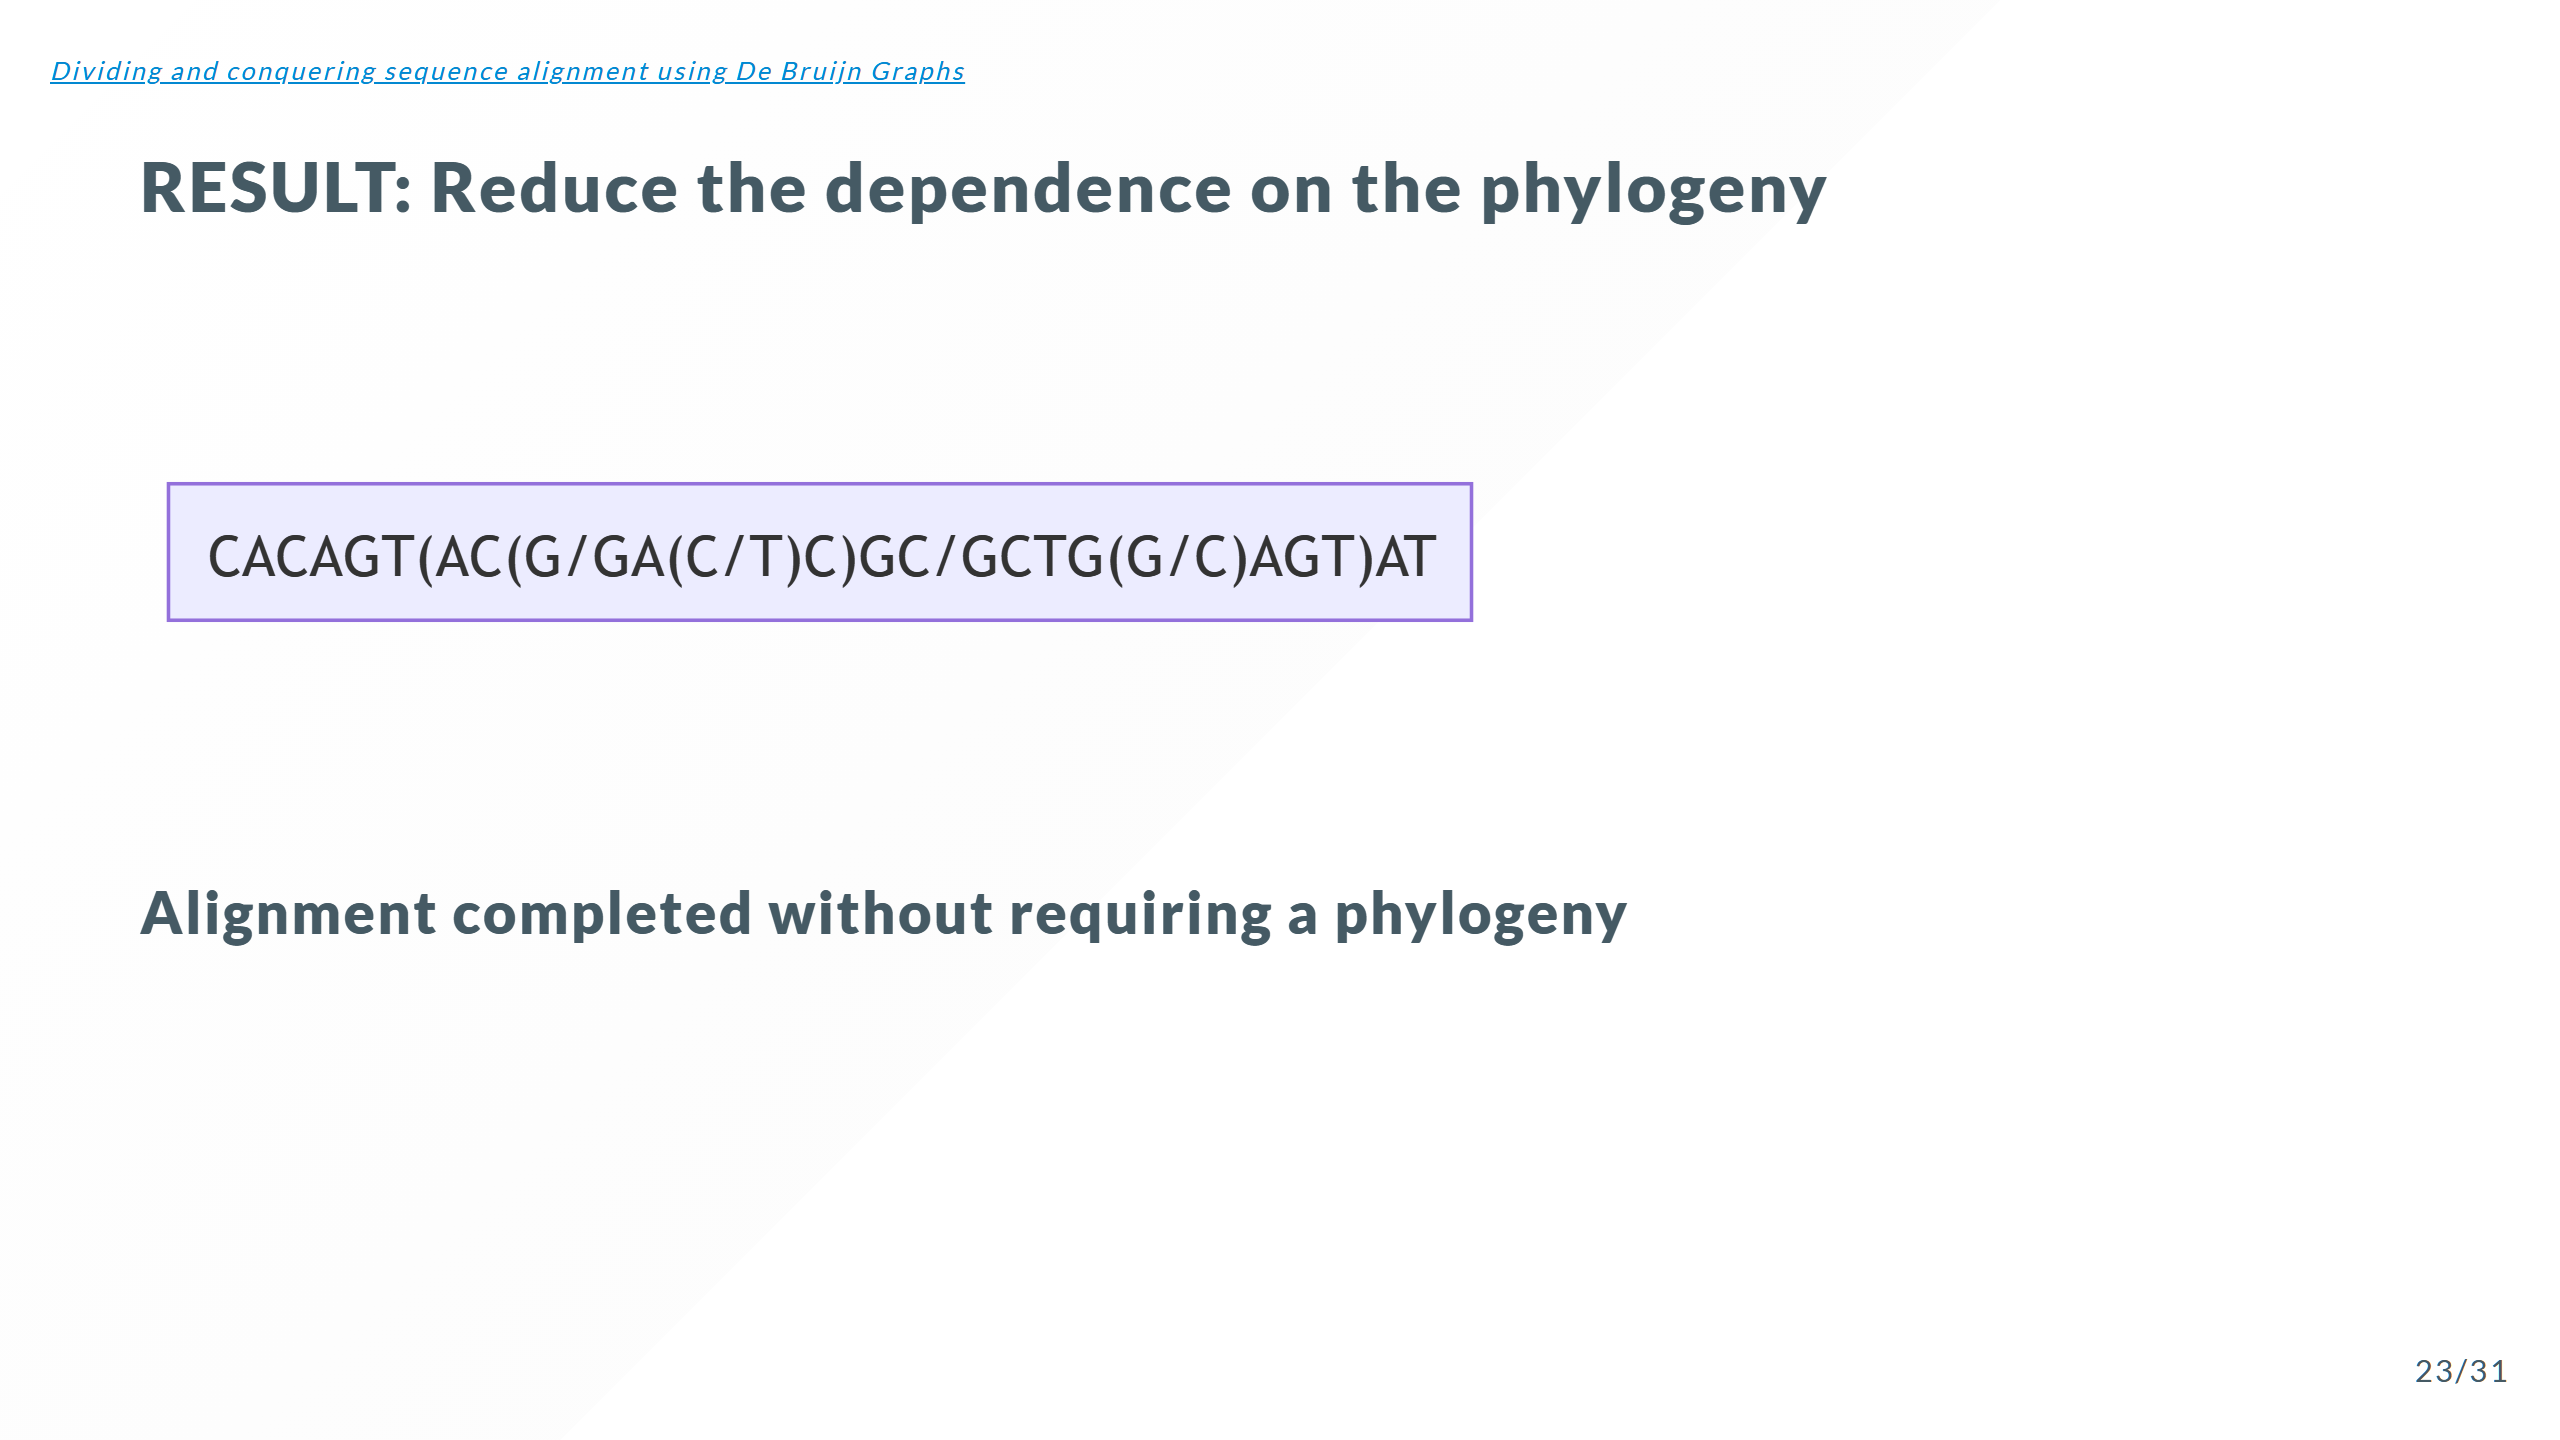 Dividing and conquering sequence alignment using De Bruijn Graphs
RESULT: Reduce the dependence on the phylogeny
CACAGT(AC(G/GA(C/T)C)GC/GCTG(G/C)AGT)AT
Alignment completed without requiring a phylogeny
23/31